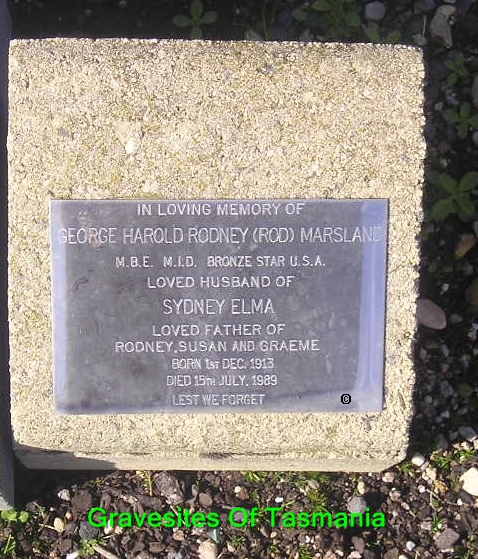 IN LOVING MEMORY OF
GEORGE HAROLD RODNEY (ROD) MARSLAND
M.B.E. M.I.D. BRONZE STAR U.S.A.
LOVED HUSBAND OF
SYDNEY ELMA
LOVED FATHER OF
RODNEY, SUSAN AND GRAEME
BORN 1ST DEC. 1913
DIED 15TH JULY, 1989
LEST WE FORGET
©
Gravesites Of Tasmania